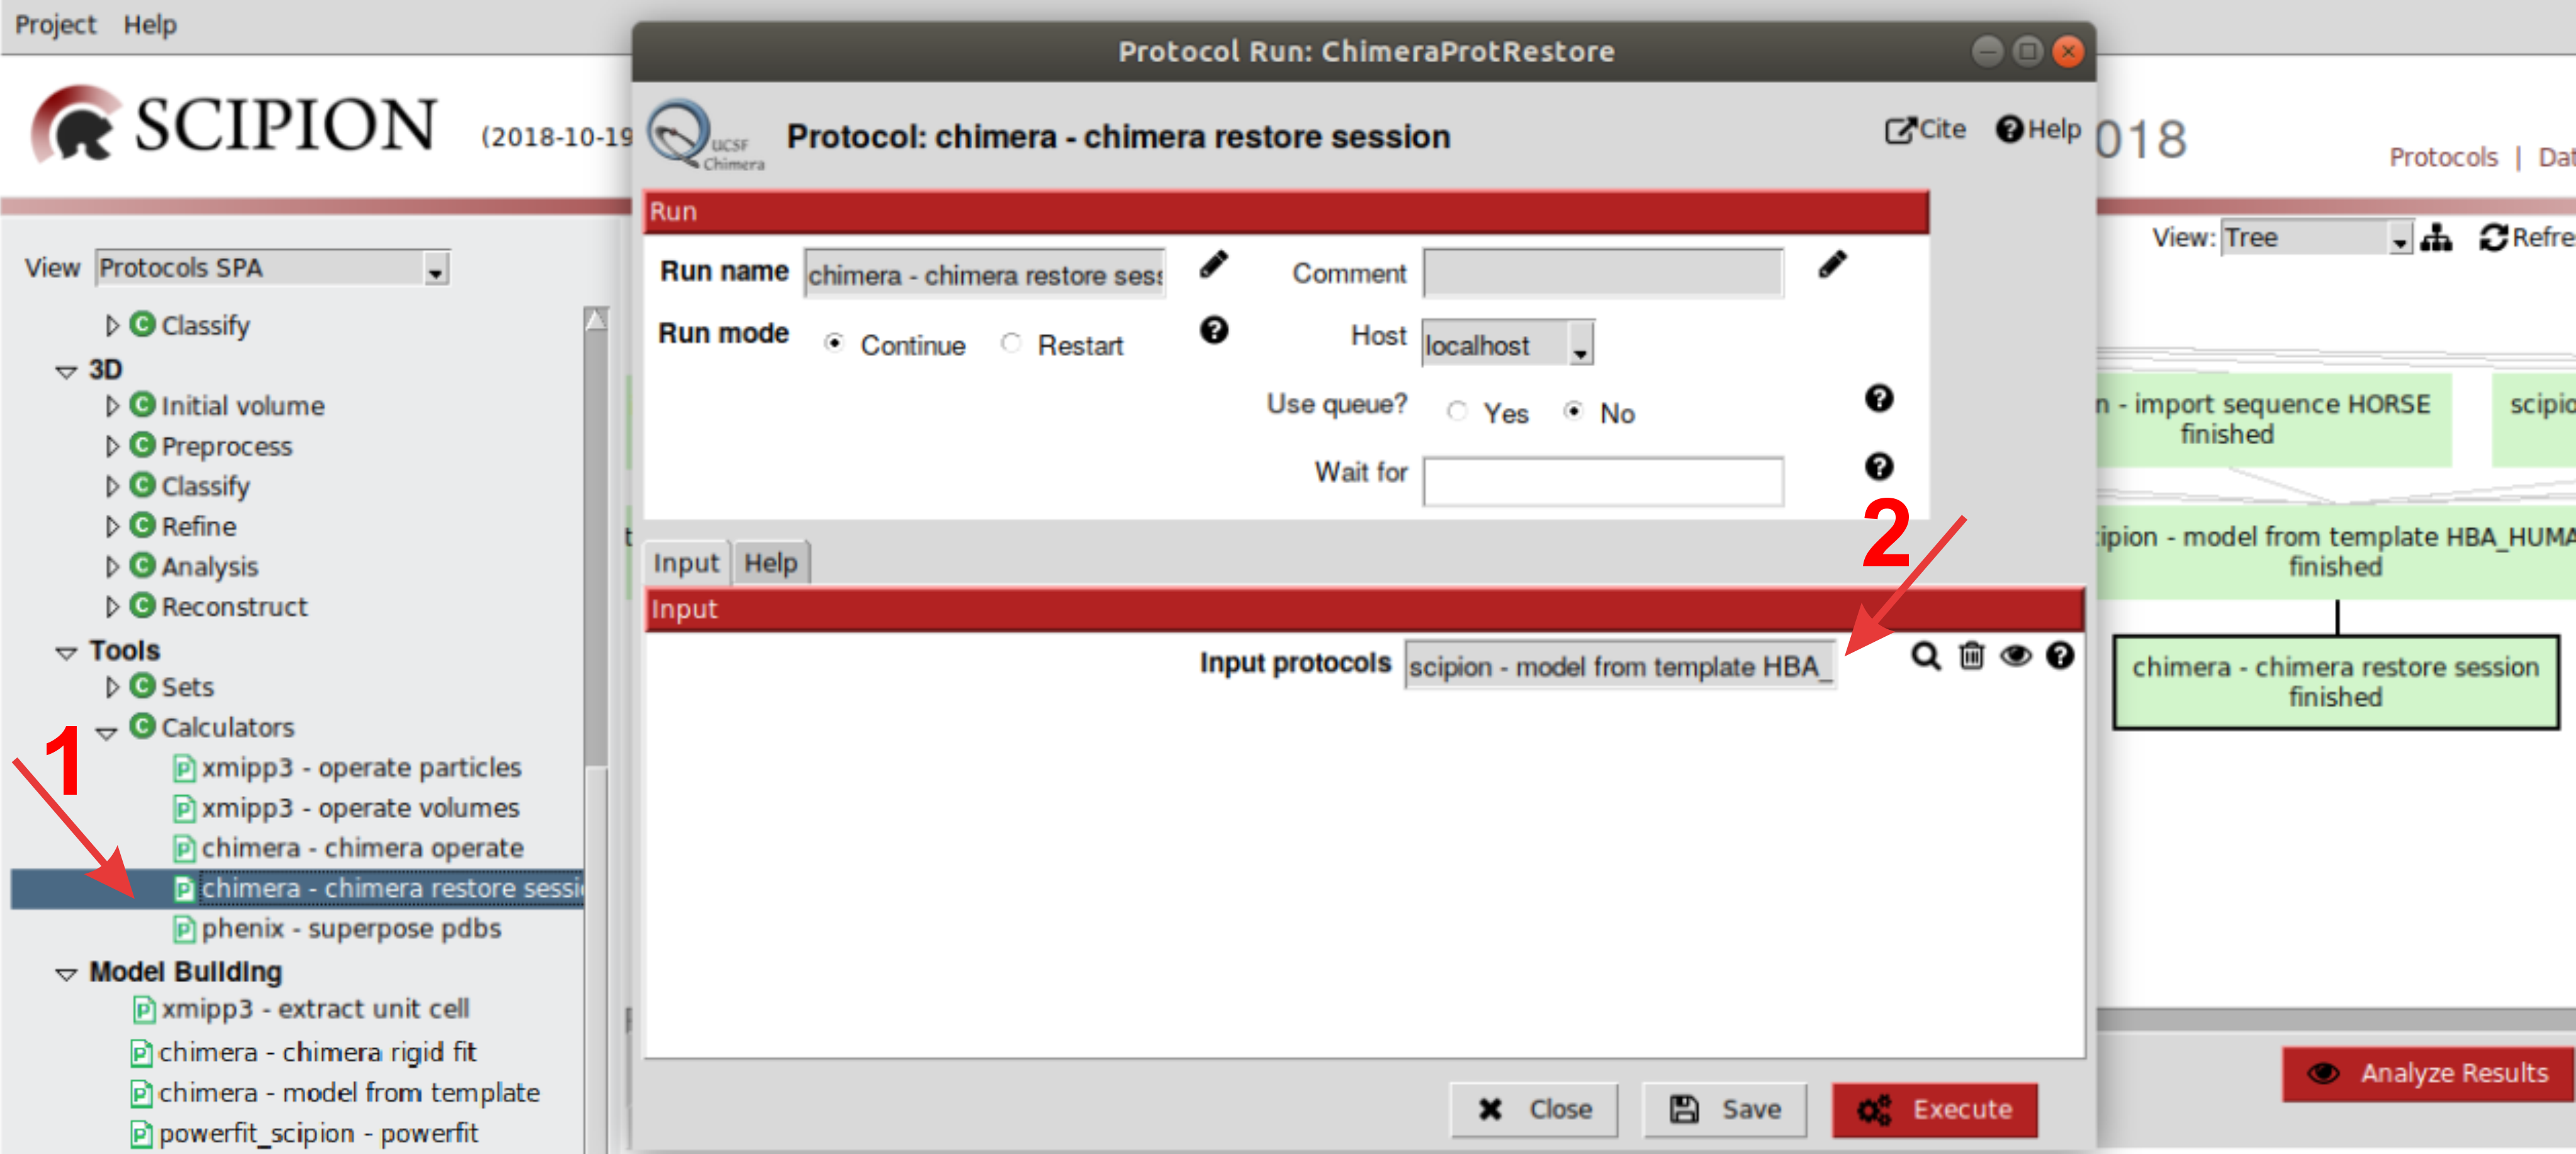 Project Help
Protocol Run: ChimeraProtRestore
SCIPION (2018-10-19
UCSF
Chimera
Protocol: chimera - chimera restore session
Cite Help
018
Protocols | Dat
Run
View Protocols SPA
Run name chimera - chimera restore sess
Comment
Run mode Continue Restart
Host localhost
Use queue? Yes No
Wait for
View: Tree Refre
Classify
3D
Initial volume
Preprocess
Classify
Refine
Analysis
Reconstruct
Tools
Sets
Calculators
xmipp3 - operate particles
xmipp3 - operate volumes
chimera - chimera operate
chimera - chimera restore sessi
phenix - superpose pdbs
Model Building
xmipp3 - extract unit cell
chimera - chimera rigid fit
chimera - model from template
powerfit_scipion - powerfit
1
2
Input Help
Input
Input protocols scipion - model from template HBA_
n - import sequence HORSE
finished
scipio
ipion - model from template HBA_HUMA
finished
chimera - chimera restore session
finished
Close Save Execute
Analyze Results